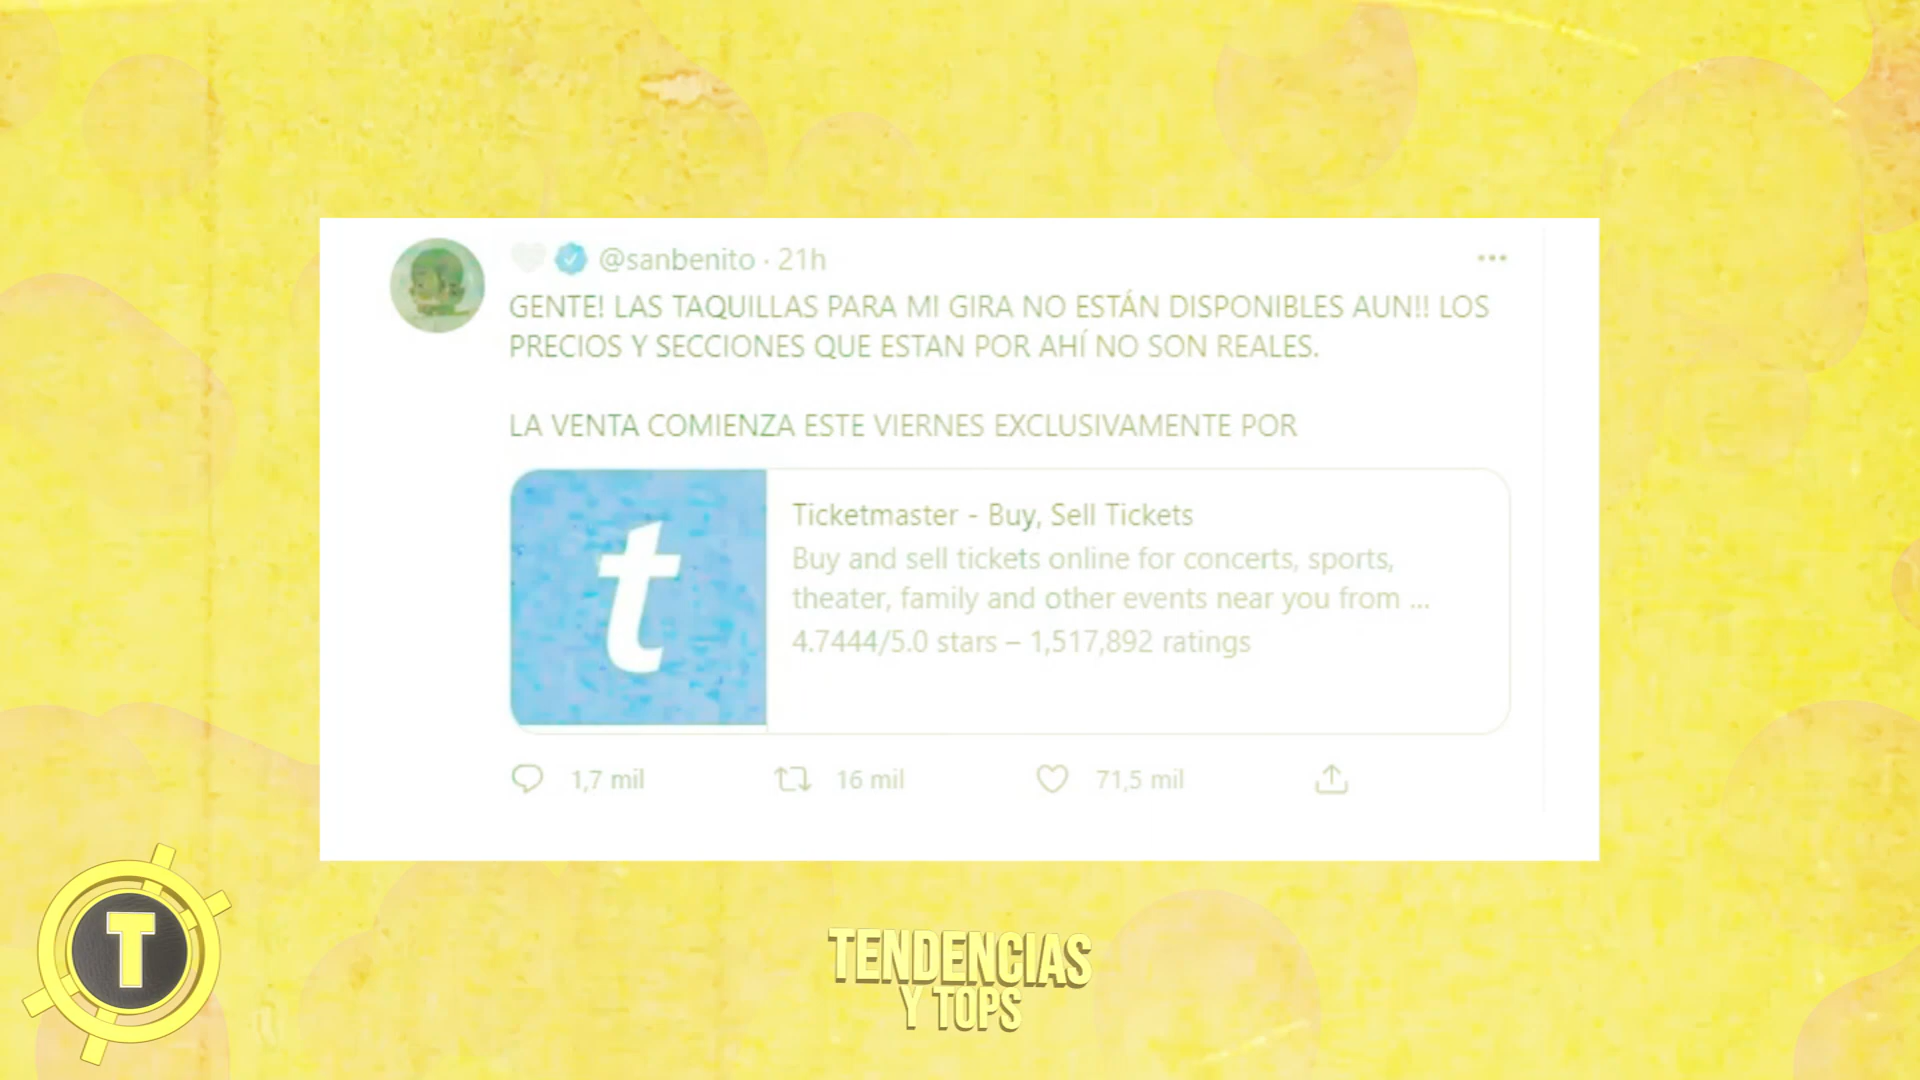 @sanbenito · 21h
GENTE! LAS TAQUILLAS PARA MI GIRA NO ESTÁN DISPONIBLES AUN!! LOS
PRECIOS Y SECCIONES QUE ESTAN POR AHÍ NO SON REALES.
LA VENTA COMIENZA ESTE VIERNES EXCLUSIVAMENTE POR
t
Ticketmaster - Buy, Sell Tickets
Buy and sell tickets online for concerts, sports,
theater, family and other events near you from ...
4.7444/5.0 stars – 1,517,892 ratings
1,7 mil 16 mil 71,5 mil
T
TENDENCIAS
Y TOPS